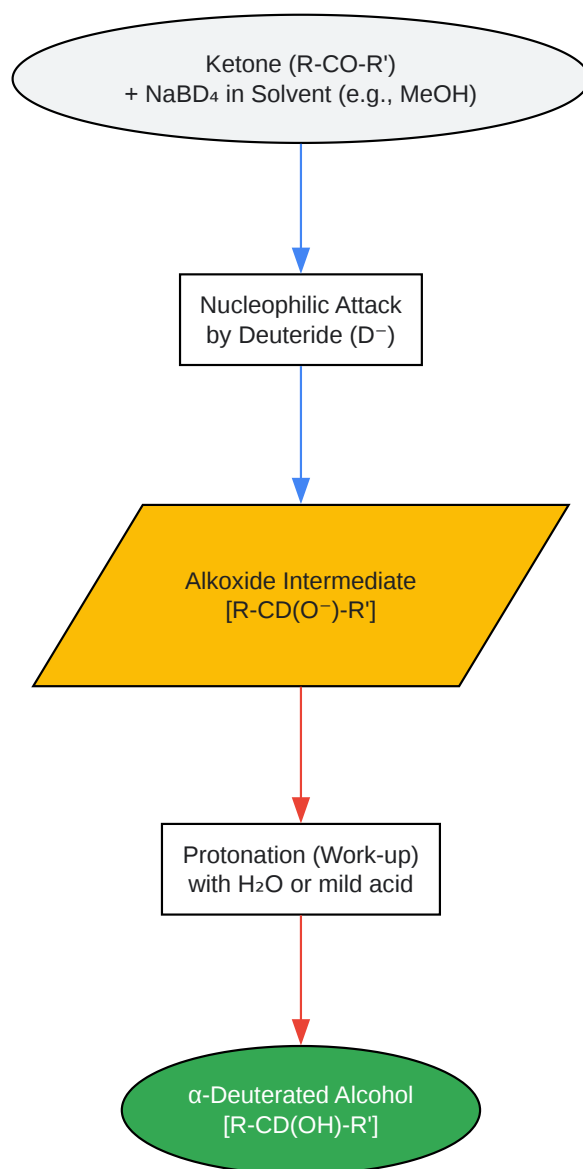 Ketone (R-CO-R')
+ NaBD₄ in Solvent (e.g., MeOH)
Nucleophilic Attack
by Deuteride (D⁻)
Alkoxide Intermediate
[R-CD(O⁻)-R']
Protonation (Work-up)
with H₂O or mild acid
α-Deuterated Alcohol
[R-CD(OH)-R']